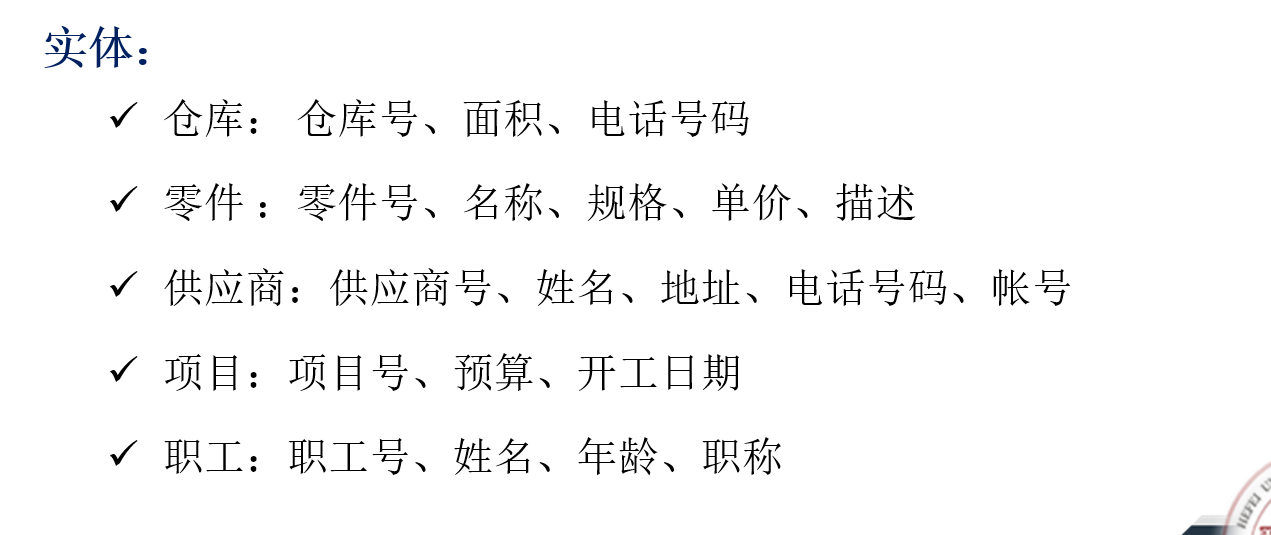 实体：
✓ 仓库： 仓库号、面积、电话号码
✓ 零件 ：零件号、名称、规格、单价、描述
✓ 供应商：供应商号、姓名、地址、电话号码、帐号
✓ 项目：项目号、预算、开工日期
✓ 职工：职工号、姓名、年龄、职称
HEFEI